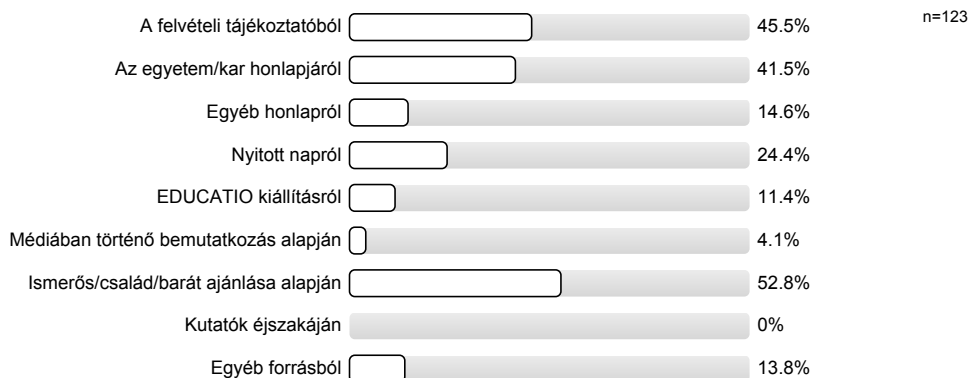 A felvételi tájékoztatóból 45.5% n=123
Az egyetem/kar honlapjáról 41.5%
Egyéb honlapról 14.6%
Nyitott napról 24.4%
EDUCATIO kiállításról 11.4%
Médiában történő bemutatkozás alapján 4.1%
Ismerős/család/barát ajánlása alapján 52.8%
Kutatók éjszakáján 0%
Egyéb forrásból 13.8%